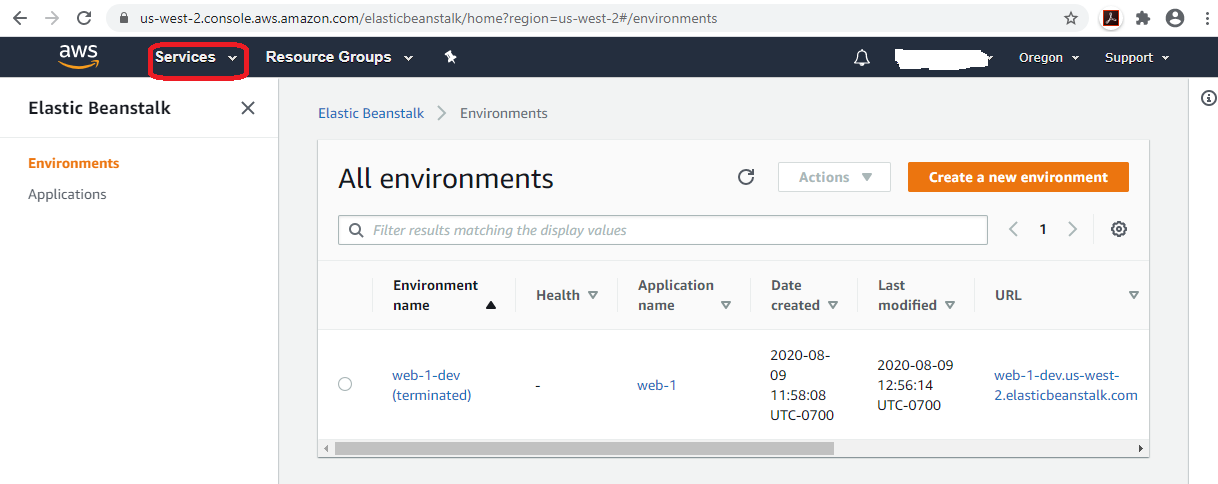 us-west-2.console.aws.amazon.com/elasticbeanstalk/home?region=us-west-2#/environments
aws Services Resource Groups Oregon Support
Elastic Beanstalk
Environments
Applications
Elastic Beanstalk Environments
All environments
Actions
Create a new environment
Filter results matching the display values
1
Environment name
Health
Application name
Date created
Last modified
URL
web-1-dev
(terminated)
-
web-1
2020-08-
09
11:58:08
UTC-0700
2020-08-09
12:56:14
UTC-0700
web-1-dev.us-west-
2.elasticbeanstalk.com